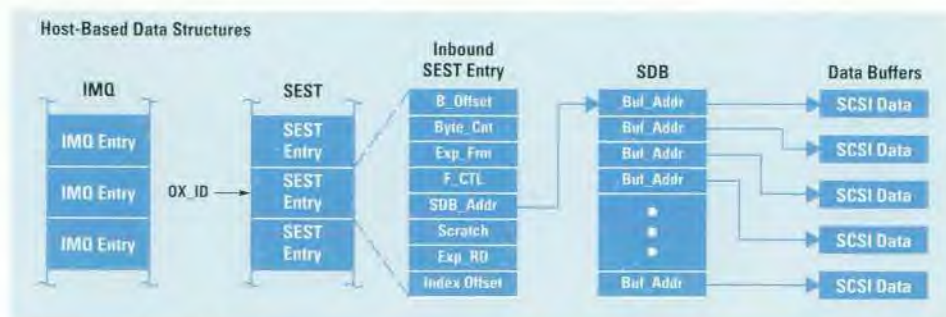 Host-Based Data Structures
IMQ
IMQ Entry
IMQ Entry
IMQ Entry
OX_ID
SEST
SEST
Entry
SEST
Entry
SEST
Entry
Inbound
SEST Entry
B_Offset
Byte_Cnt
Exp_Frm
F_CTL
SDB_Addr
Scratch
Exp_RO
Index Offset
SDB
Buf_Addr
Buf_Addr
Buf_Addr
Buf_Addr
Buf_Addr
Data Buffers
SCSI Data
SCSI Data
SCSI Data
SCSI Data
SCSI Data